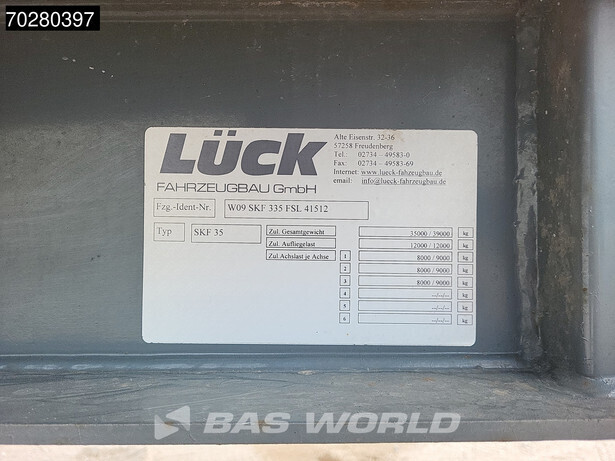 70280397
LÜCK
FAHRZEUGBAU GmbH
Alte Eisenstr. 32-36
57258 Freudenberg
Tel.: 02734 – 49583-0
Fax: 02734 – 49583-69
Internet: www.lueck-fahrzeugbau.de
email: info@lueck-fahrzeugbau.de
Fzg.-Ident-Nr. W09 SKF 335 FSL 41512
Typ SKF 35
Zul. Gesamtgewicht 35000 / 39000 kg
Zul. Aufliegelast 12000 / 12000 kg
Zul.Achslast je Achse 1 8000 / 9000 kg
2 8000 / 9000 kg
3 8000 / 9000 kg
4 --.--/-- kg
5 --.--/-- kg
6 --.--/-- kg
BAS WORLD